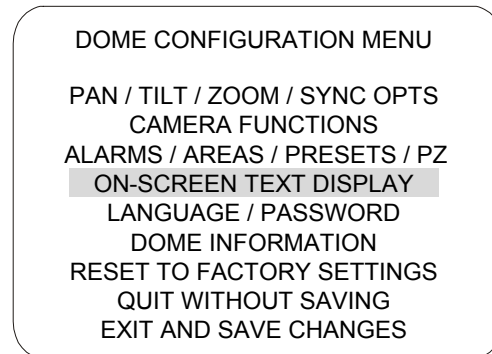 DOME CONFIGURATION MENU
PAN / TILT / ZOOM / SYNC OPTS
CAMERA FUNCTIONS
ALARMS / AREAS / PRESETS / PZ
ON-SCREEN TEXT DISPLAY
LANGUAGE / PASSWORD
DOME INFORMATION
RESET TO FACTORY SETTINGS
QUIT WITHOUT SAVING
EXIT AND SAVE CHANGES